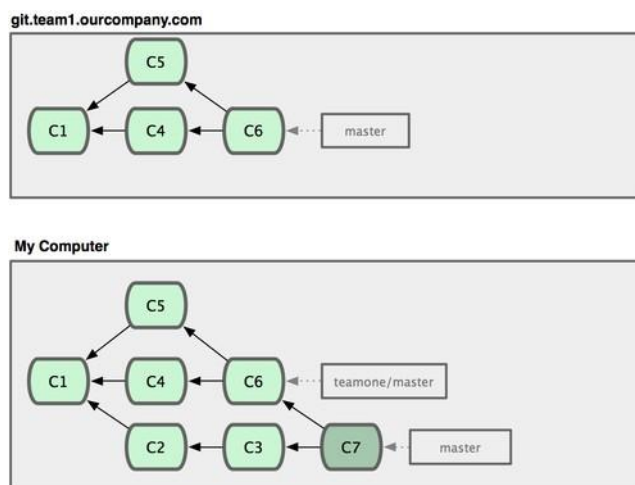 git.team1.ourcompany.com
C5
C1 C4 C6 master
My Computer
C5
C1 C4 C6 teamone/master
C2 C3 C7 master